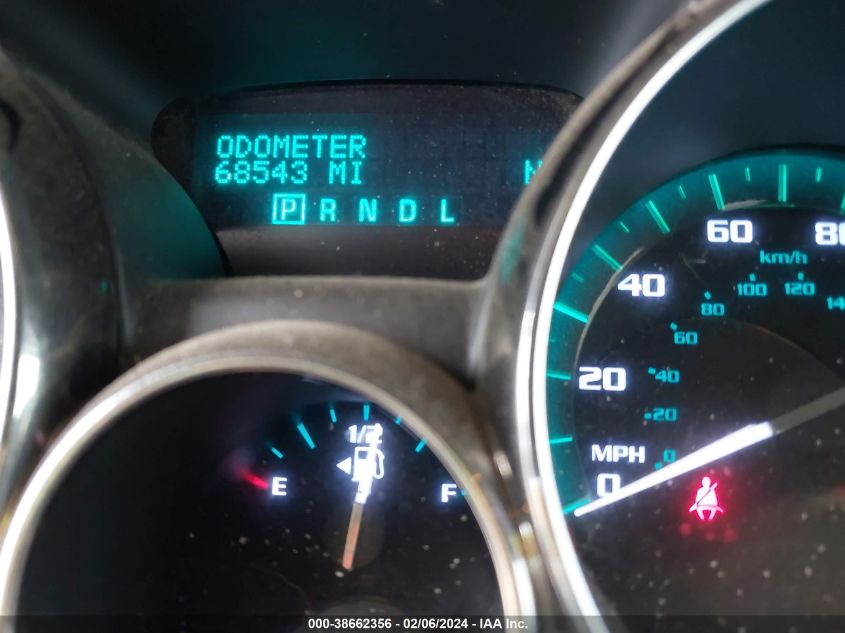 ODOMETER
68543 MI N
P R N D L
60 80
km/h
40 100 120
80
60
20 40
20
MPH 0
0
1/2
E F
000-38662356 - 02/06/2024 - IAA Inc.